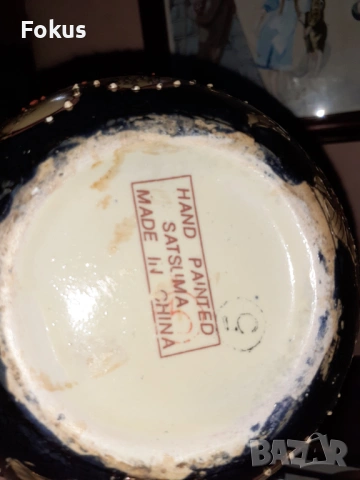 Fokus
HAND PAINTED
SATSUMA
MADE IN CHINA
C
BAZAR